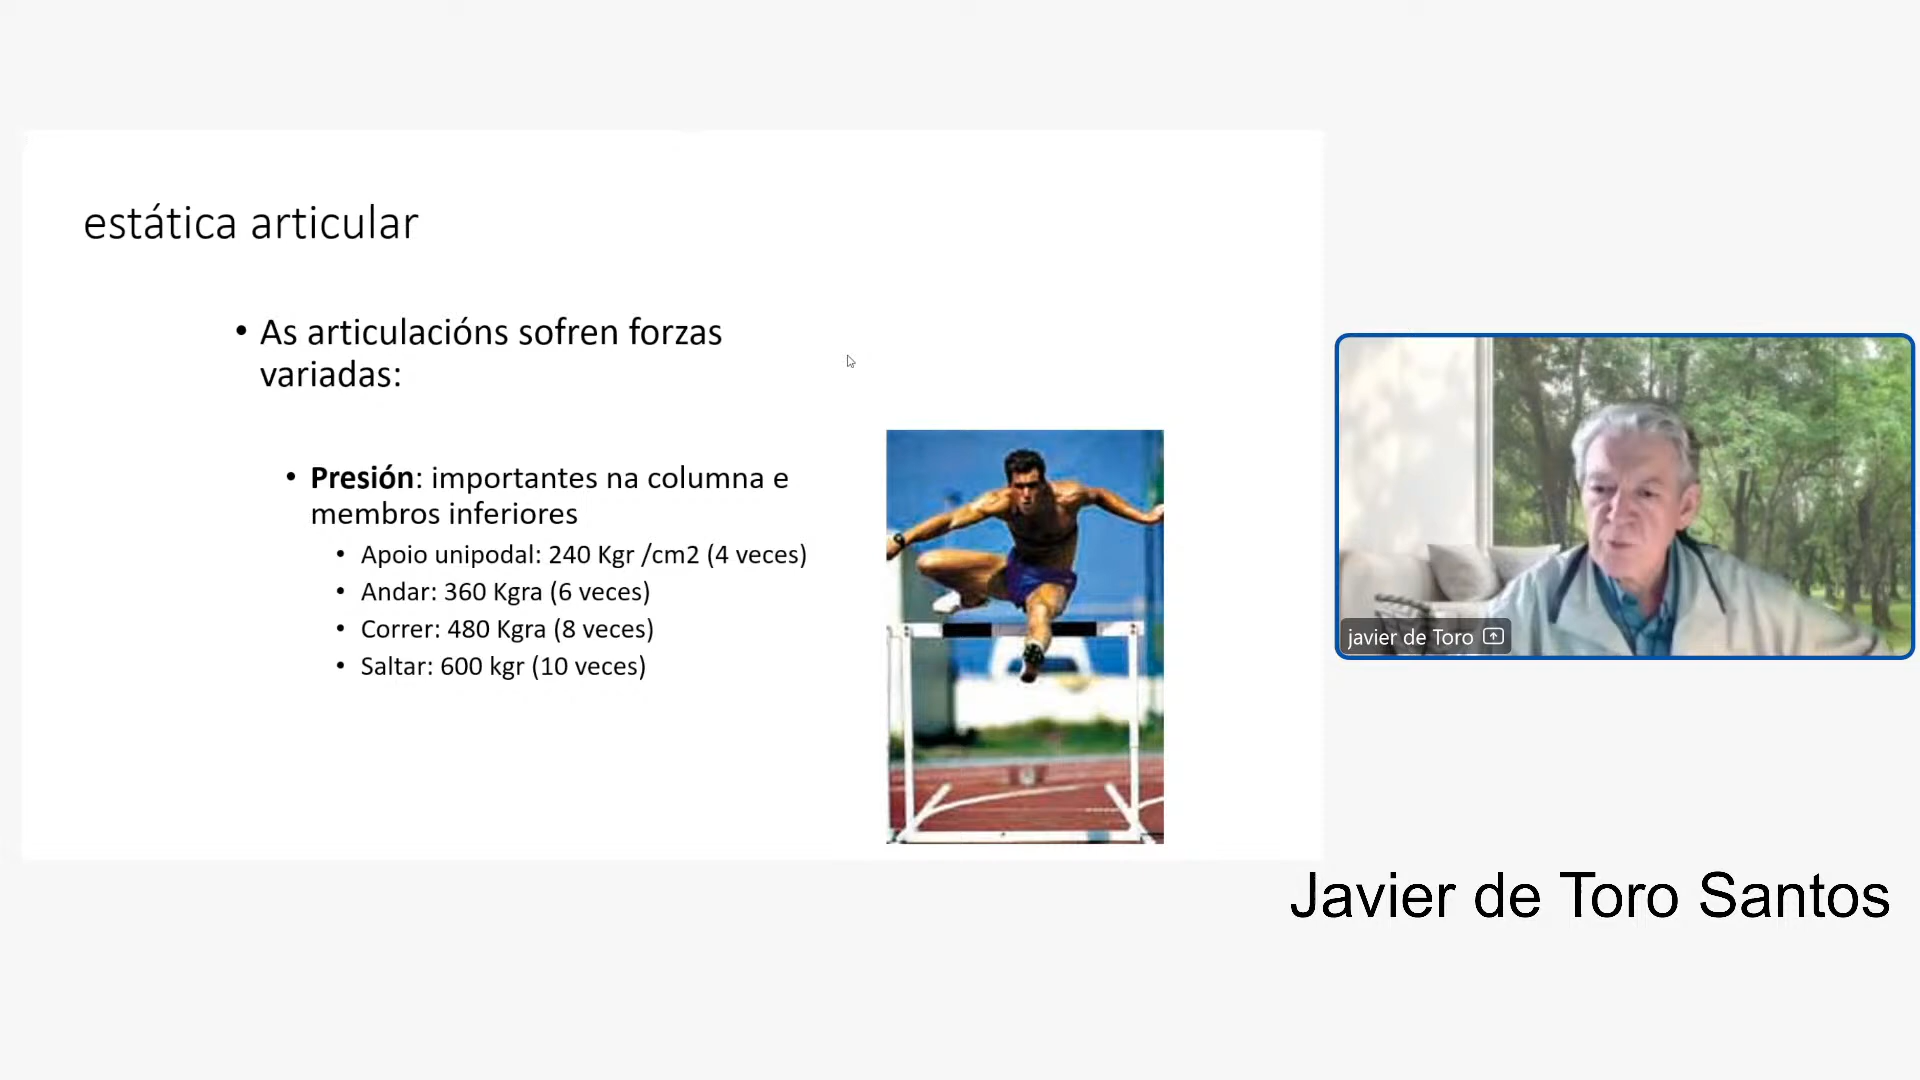 estática articular
• As articulacións sofren forzas
variadas:
• Presión: importantes na columna e
membros inferiores
• Apoio unipodal: 240 Kgr /cm2 (4 veces)
• Andar: 360 Kgra (6 veces)
• Correr: 480 Kgra (8 veces)
• Saltar: 600 kgr (10 veces)
javier de Toro
Javier de Toro Santos